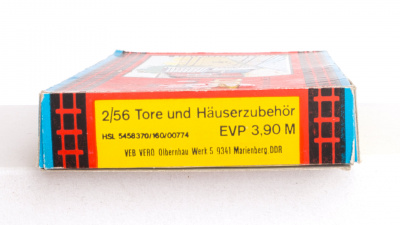 2/56 Tore und Häuserzubehör
HSL 5458370/160/00774 EVP 3,90 M
VEB VERO Olbernhau Werk 5 9341 Marienberg DDR